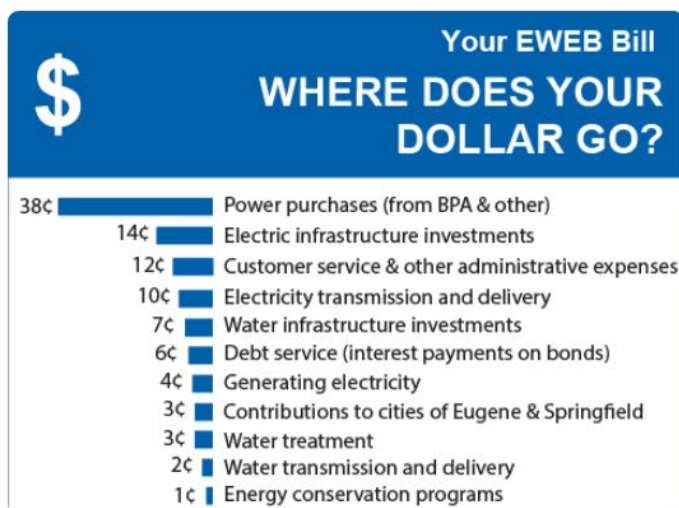 $
Your EWEB Bill
WHERE DOES YOUR
DOLLAR GO?
38¢ Power purchases (from BPA & other)
14¢ Electric infrastructure investments
12¢ Customer service & other administrative expenses
10¢ Electricity transmission and delivery
7¢ Water infrastructure investments
6¢ Debt service (interest payments on bonds)
4¢ Generating electricity
3¢ Contributions to cities of Eugene & Springfield
3¢ Water treatment
2¢ Water transmission and delivery
1¢ Energy conservation programs